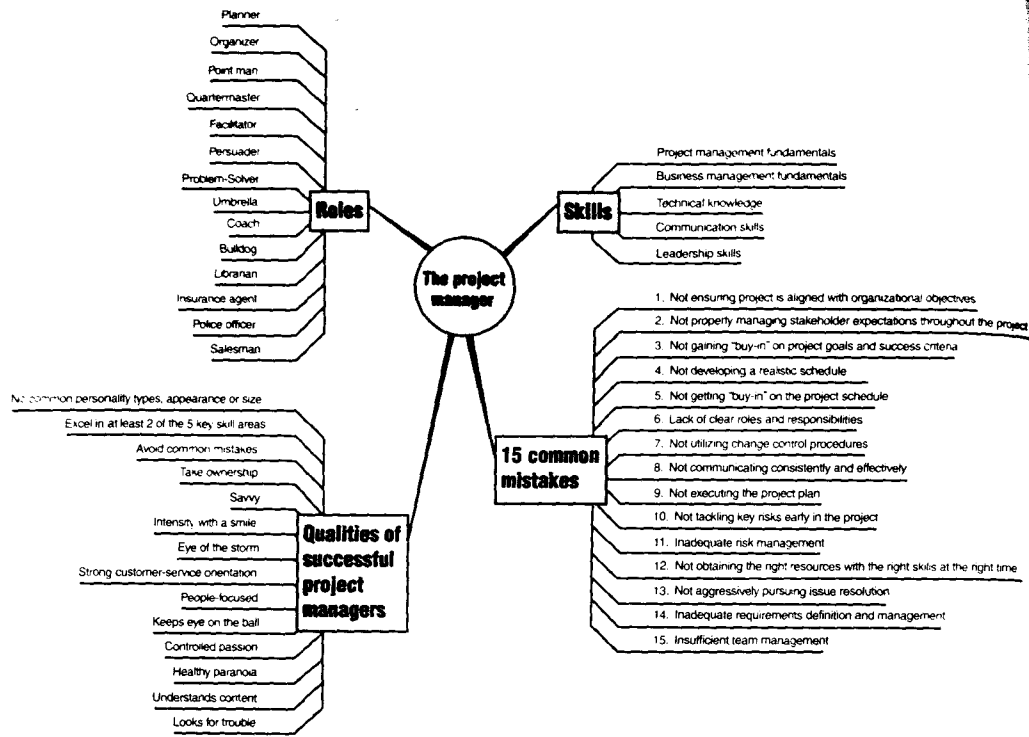 Planner
Organizer
Point man
Quartermaster
Facilitator
Persuader
Problem-Solver
Umbrella
Coach
Bulldog
Librarian
Insurance agent
Police officer
Salesman
Roles
The project
manager
Skills
Project management fundamentals
Business management fundamentals
Technical knowledge
Communication skills
Leadership skills
15 common
mistakes
1. Not ensuring project is aligned with organizational objectives
2. Not properly managing stakeholder expectations throughout the project
3. Not gaining "buy-in" on project goals and success criteria
4. Not developing a realistic schedule
5. Not getting "buy-in" on the project schedule
6. Lack of clear roles and responsibilities
7. Not utilizing change control procedures
8. Not communicating consistently and effectively
9. Not executing the project plan
10. Not tackling key risks early in the project
11. Inadequate risk management
12. Not obtaining the right resources with the right skills at the right time
13. Not aggressively pursuing issue resolution
14. Inadequate requirements definition and management
15. Insufficient team management
No common personality types, appearance or size
Excel in at least 2 of the 5 key skill areas
Avoid common mistakes
Take ownership
Savvy
Intensity with a smile
Eye of the storm
Strong customer-service orientation
People-focused
Keeps eye on the ball
Controlled passion
Healthy paranoia
Understands content
Looks for trouble
Qualities of
successful
project
managers